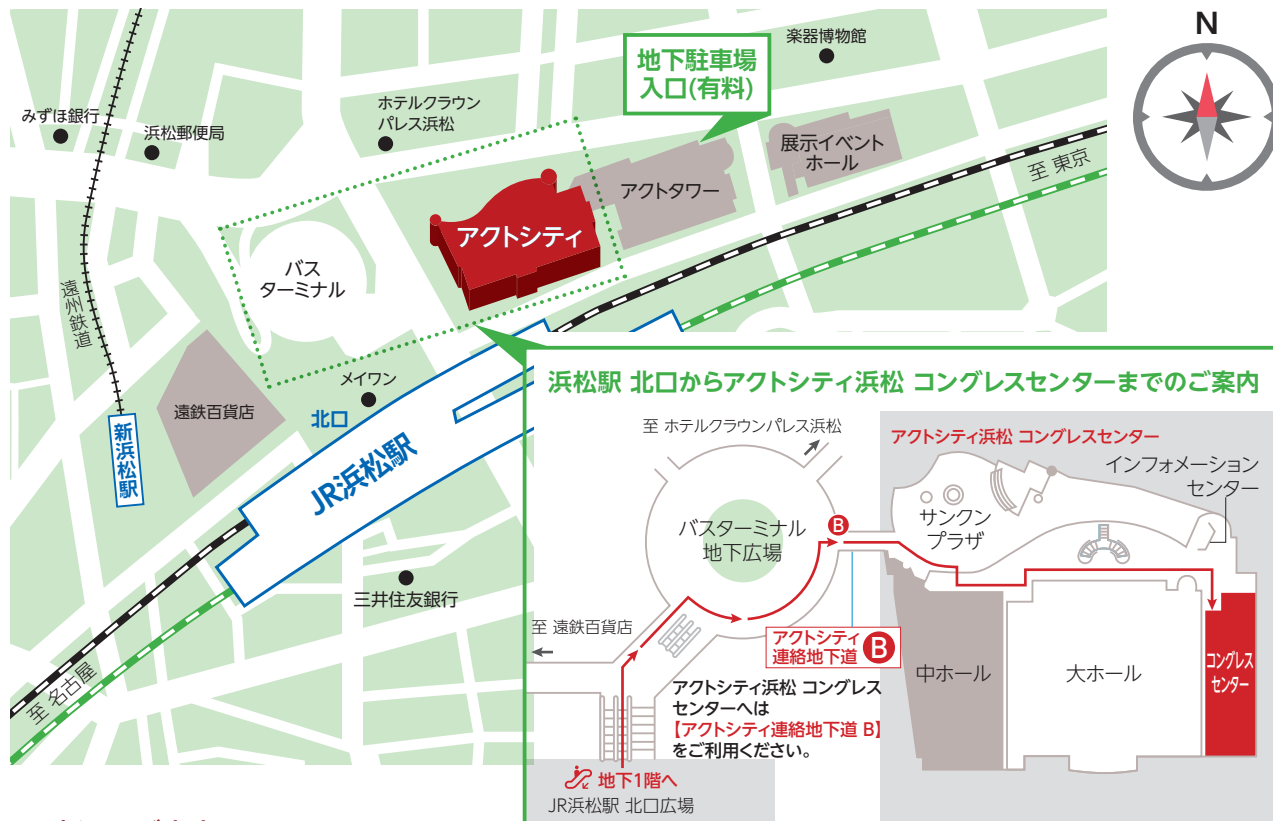 N
楽器博物館
地下駐車場
入口(有料)
みずほ銀行
浜松郵便局
ホテルクラウン
パレス浜松
展示イベント
ホール
アクトタワー
至 東京
アクトシティ
バス
ターミナル
遠州鉄道
メイワン
遠鉄百貨店
北口
新浜松駅
JR浜松駅
三井住友銀行
至 名古屋
浜松駅 北口からアクトシティ浜松 コングレスセンターまでのご案内
至 ホテルクラウンパレス浜松
アクトシティ浜松 コングレスセンター
インフォメーション
センター
サンクン
プラザ
B
バスターミナル
地下広場
至 遠鉄百貨店
アクトシティ
連絡地下道 B
中ホール
大ホール
コングレス
センター
アクトシティ浜松 コングレス
センターへは
【アクトシティ連絡地下道 B】
をご利用ください。
地下1階へ
JR浜松駅 北口広場